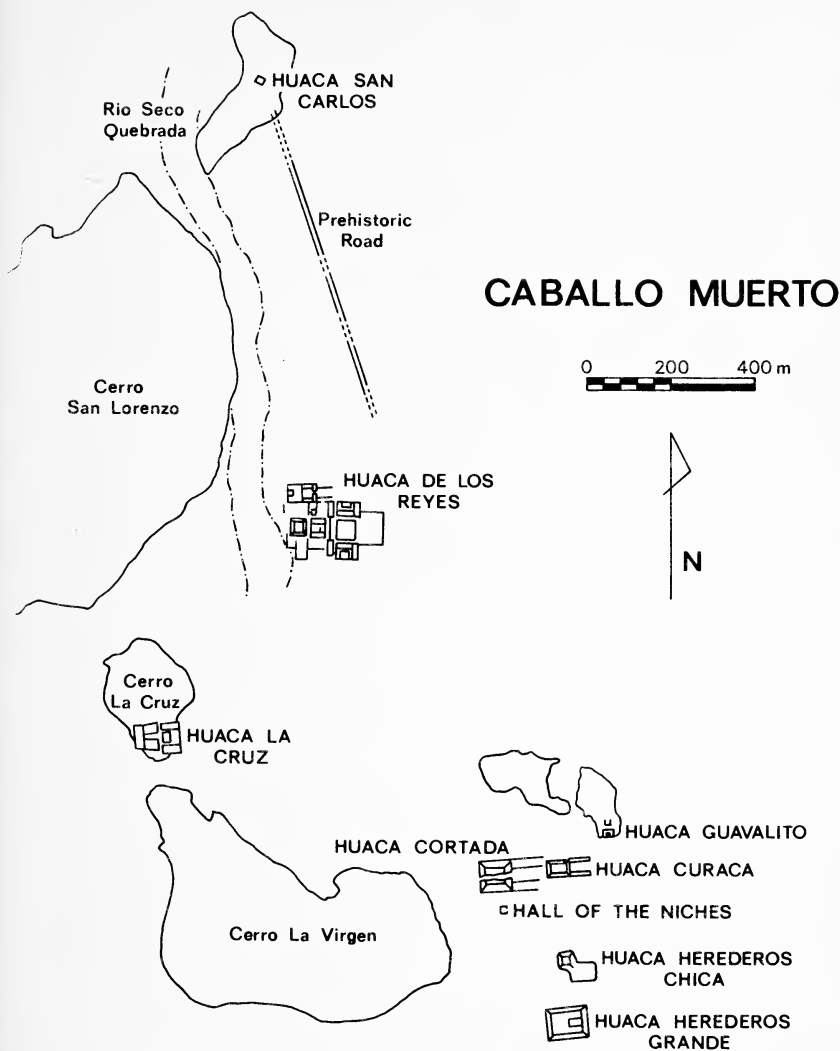 HUACA SAN
CARLOS
Rio Seco
Quebrada
Prehistoric
Road
CABALLO MUERTO
0 200 400 m
Cerro
San Lorenzo
HUACA DE LOS
REYES
N
Cerro
La Cruz
HUACA LA
CRUZ
HUACA GUAVALITO
HUACA CORTADA
HUACA CURACA
HALL OF THE NICHES
Cerro La Virgen
HUACA HEREDEROS
CHICA
HUACA HEREDEROS
GRANDE